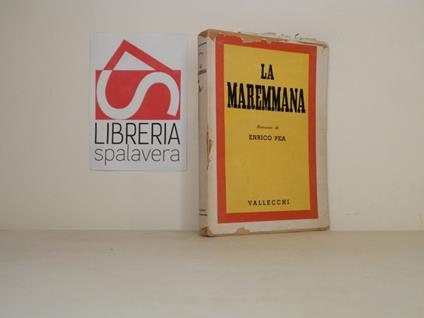 LIBRERIA
spalavera
LA
MAREMMANA
Romanzo di
ENRICO PEA
VALLECCHI